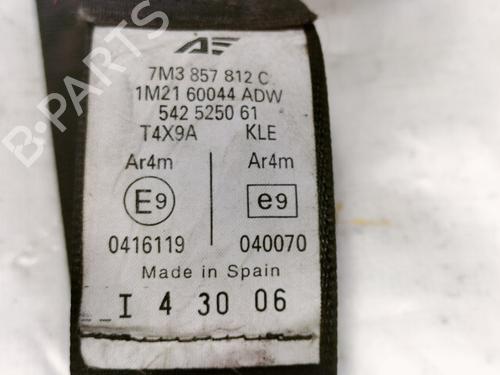 B-PARTS
AE
7M3 857 812 C
1M21 60044 ADW
542 5250 61
T4X9A KLE
Ar4m Ar4m
E9 e9
0416119 040070
Made in Spain
I 4 30 06